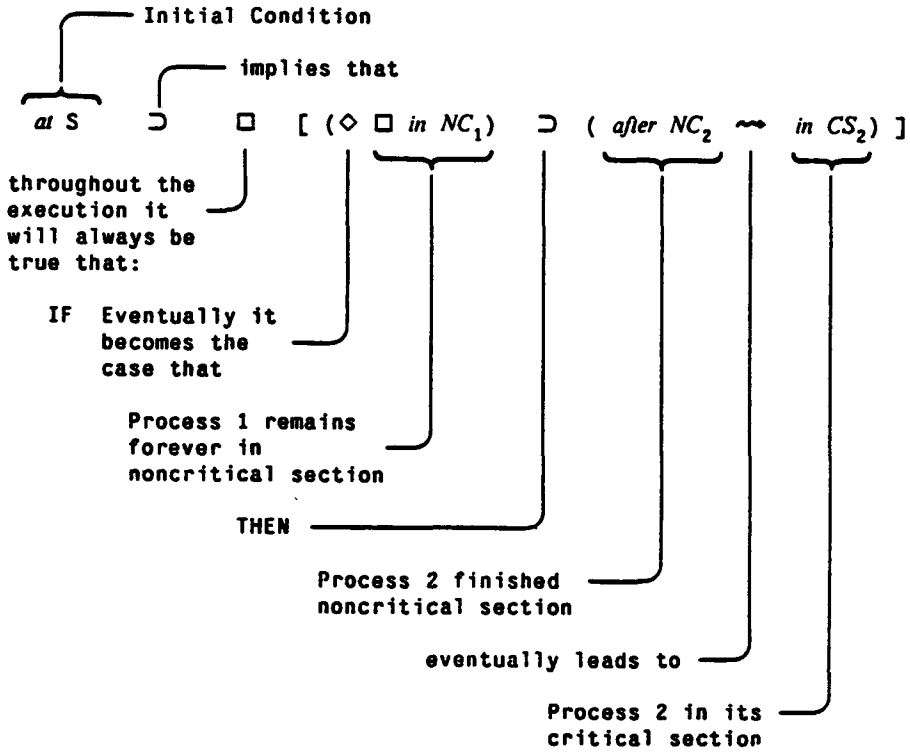 Initial Condition
implies that
at S ⊃ □ [ (◇ □ in NC₁) ⊃ ( after NC₂ ⇝ in CS₂) ]
throughout the
execution it
will always be
true that:
IF Eventually it
becomes the
case that
Process 1 remains
forever in
noncritical section
THEN
Process 2 finished
noncritical section
eventually leads to
Process 2 in its
critical section